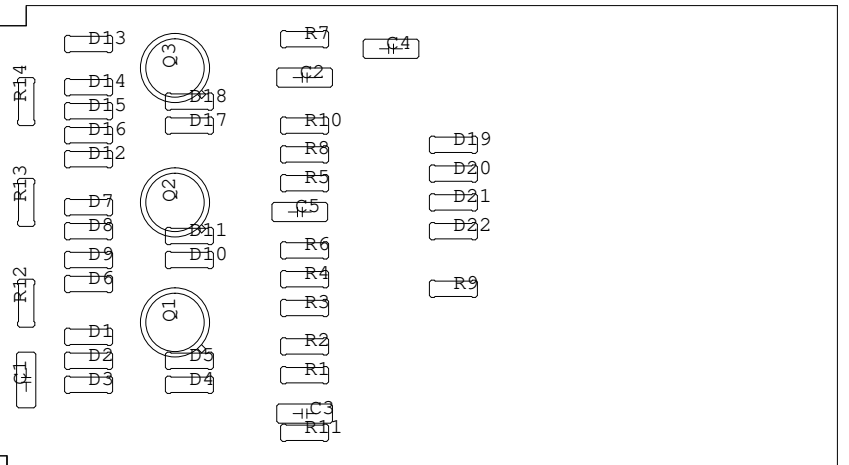 D13
Q3
R7
C4
R14
D14
C2
D15
D18
D16
D17
R10
D12
R8
D19
R13
R5
D20
D7
Q2
C5
D21
D8
D11
D22
D9
D10
R6
R12
D6
R4
R9
D1
Q1
R3
D2
D5
R2
C1
D3
D4
R1
C3
R11